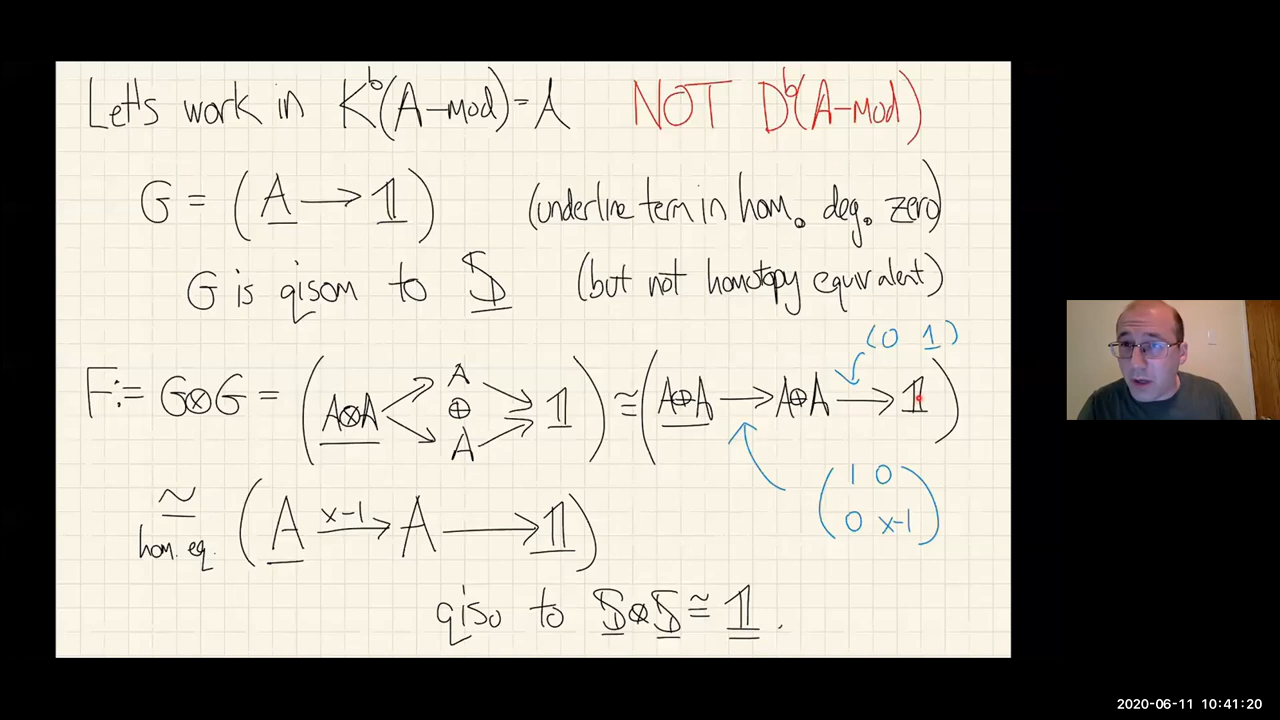 Let's work in K^b(A-mod)=A NOT D^b(A-mod)
G = (A → 𝟙) (underline term in hom. deg. zero)
G is qisom to S (but not homotopy equivalent)
(0 1)
F := G⊗G = (A⊗A → A ⊕ A → 𝟙) ≅ (A⊕A → A⊕A → 𝟙)
(1 0
0 x-1)
≃ (A x-1→ A → 𝟙)
hom. eq.
qiso to S⊗S ≅ 𝟙.
2020-06-11 10:41:20